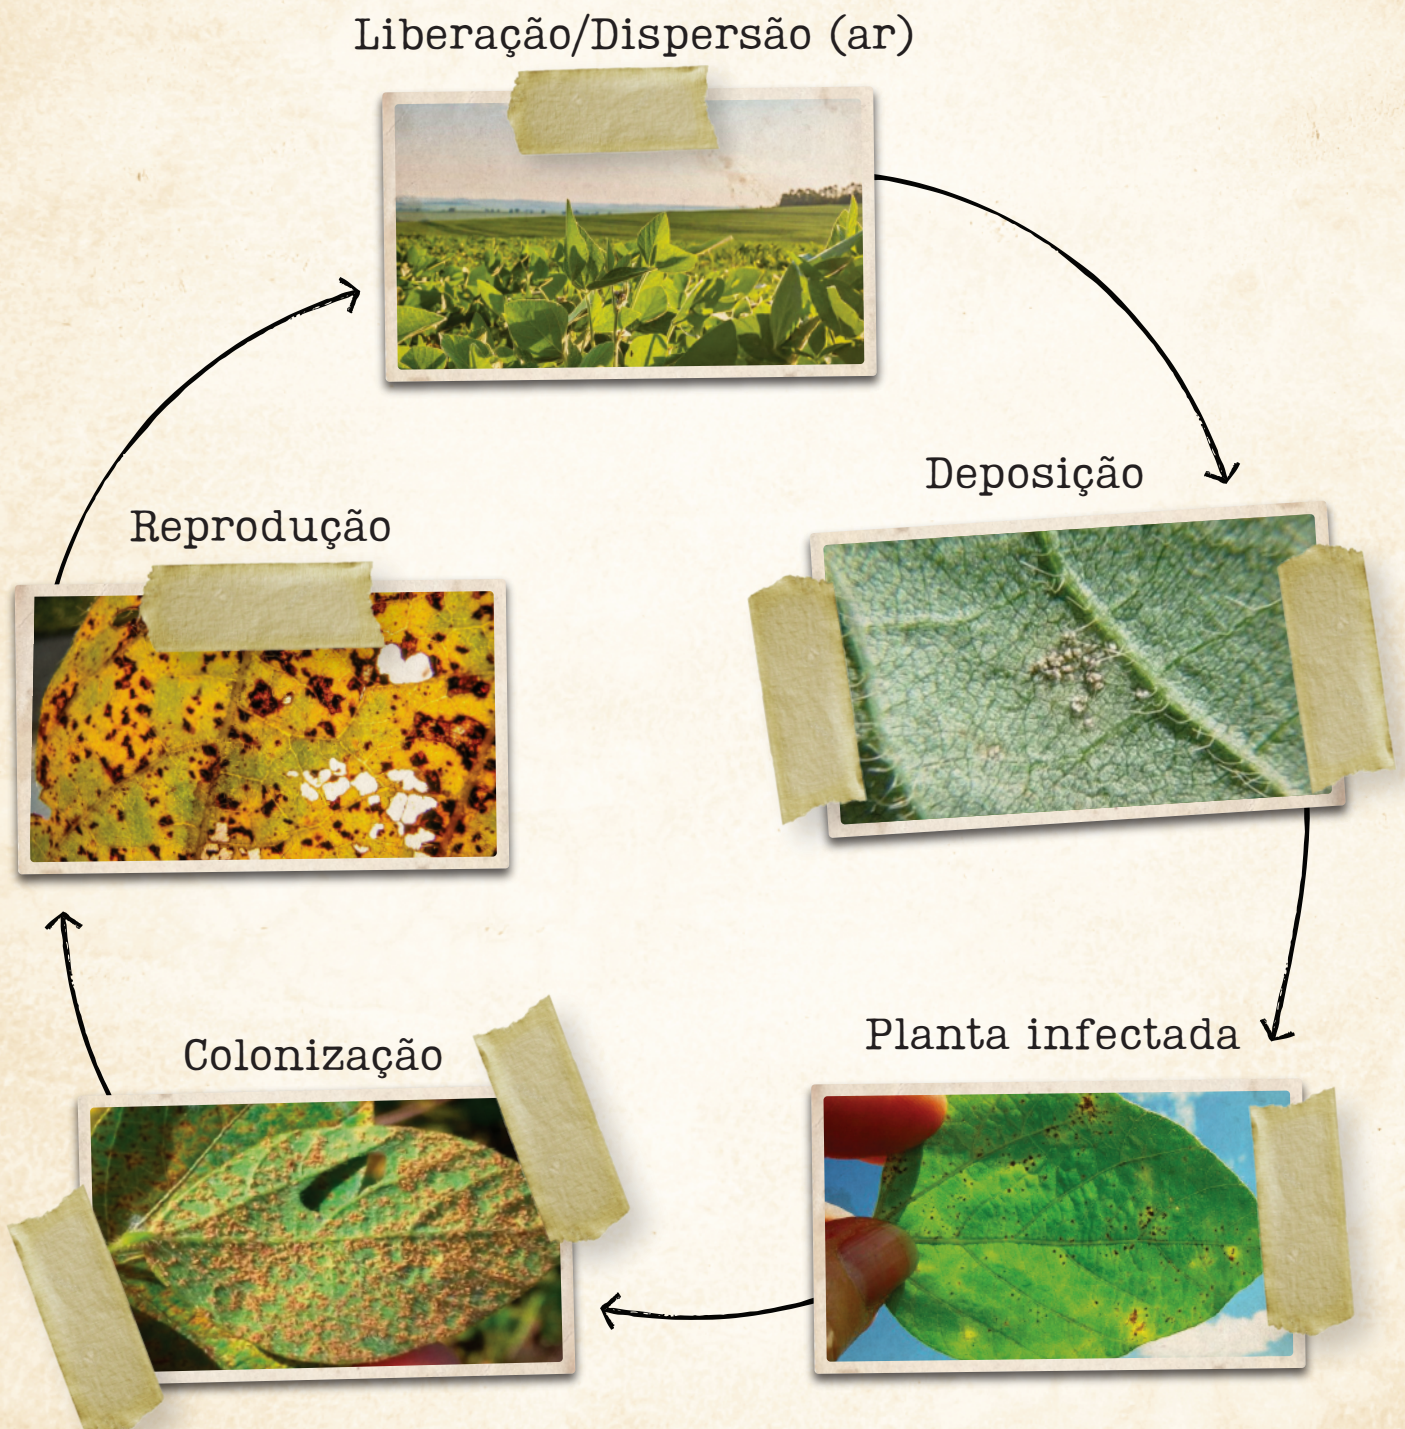 Liberação/Dispersão (ar)
Deposição
Reprodução
Planta infectada
Colonização